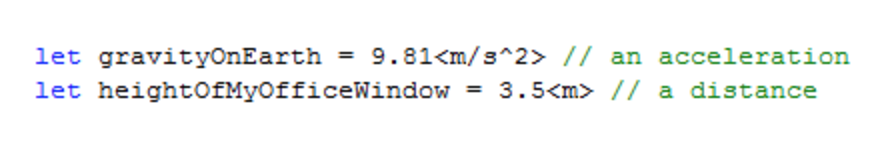 let gravityOnEarth = 9.81<m/s^2> // an acceleration
let heightOfMyOfficeWindow = 3.5<m> // a distance